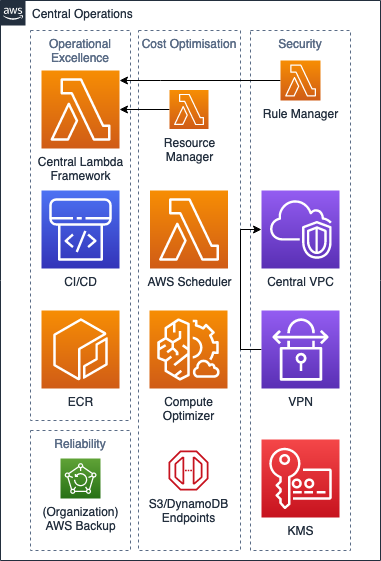 aws
Central Operations
Operational
Excellence
Cost Optimisation
Security
Central Lambda
Framework
Resource
Manager
Rule Manager
</>
CI/CD
AWS Scheduler
Central VPC
ECR
Compute
Optimizer
VPN
Reliability
(Organization)
AWS Backup
S3/DynamoDB
Endpoints
KMS